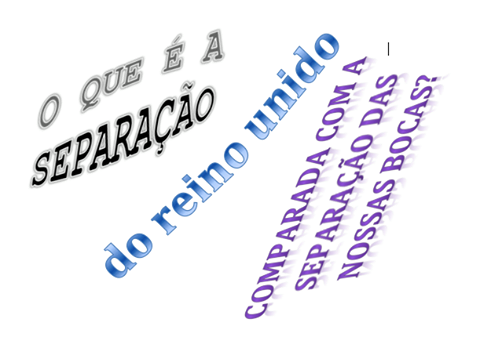 O QUE É A
SEPARAÇÃO
do reino unido
COMPARADA COM A
SEPARAÇÃO DAS
NOSSAS BOCAS?